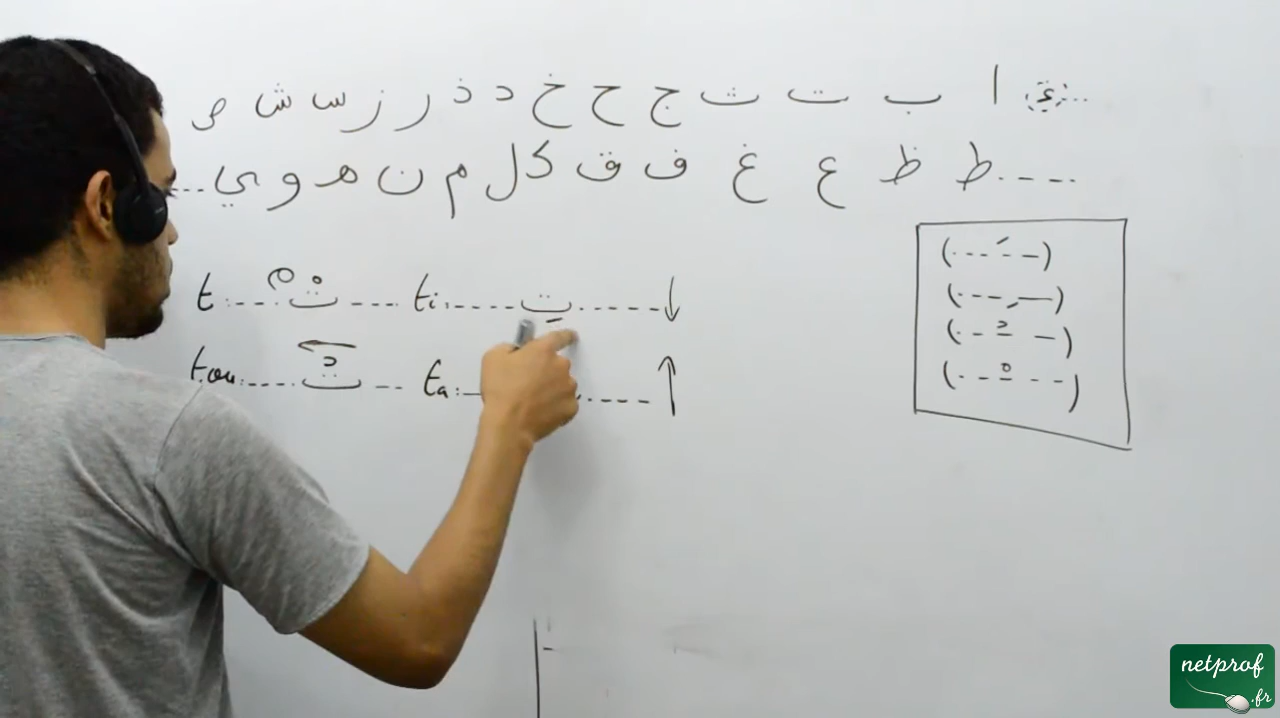 ء ا ب ت ث ج ح خ د ذ ر ز س ش ص
ط ظ ع غ ف ق ك ل م ن ه و ي
تِ ti
تْ t
ta
تُ tou
(َ)
(ِ)
(ُ)
(ْ)
netprof
.fr